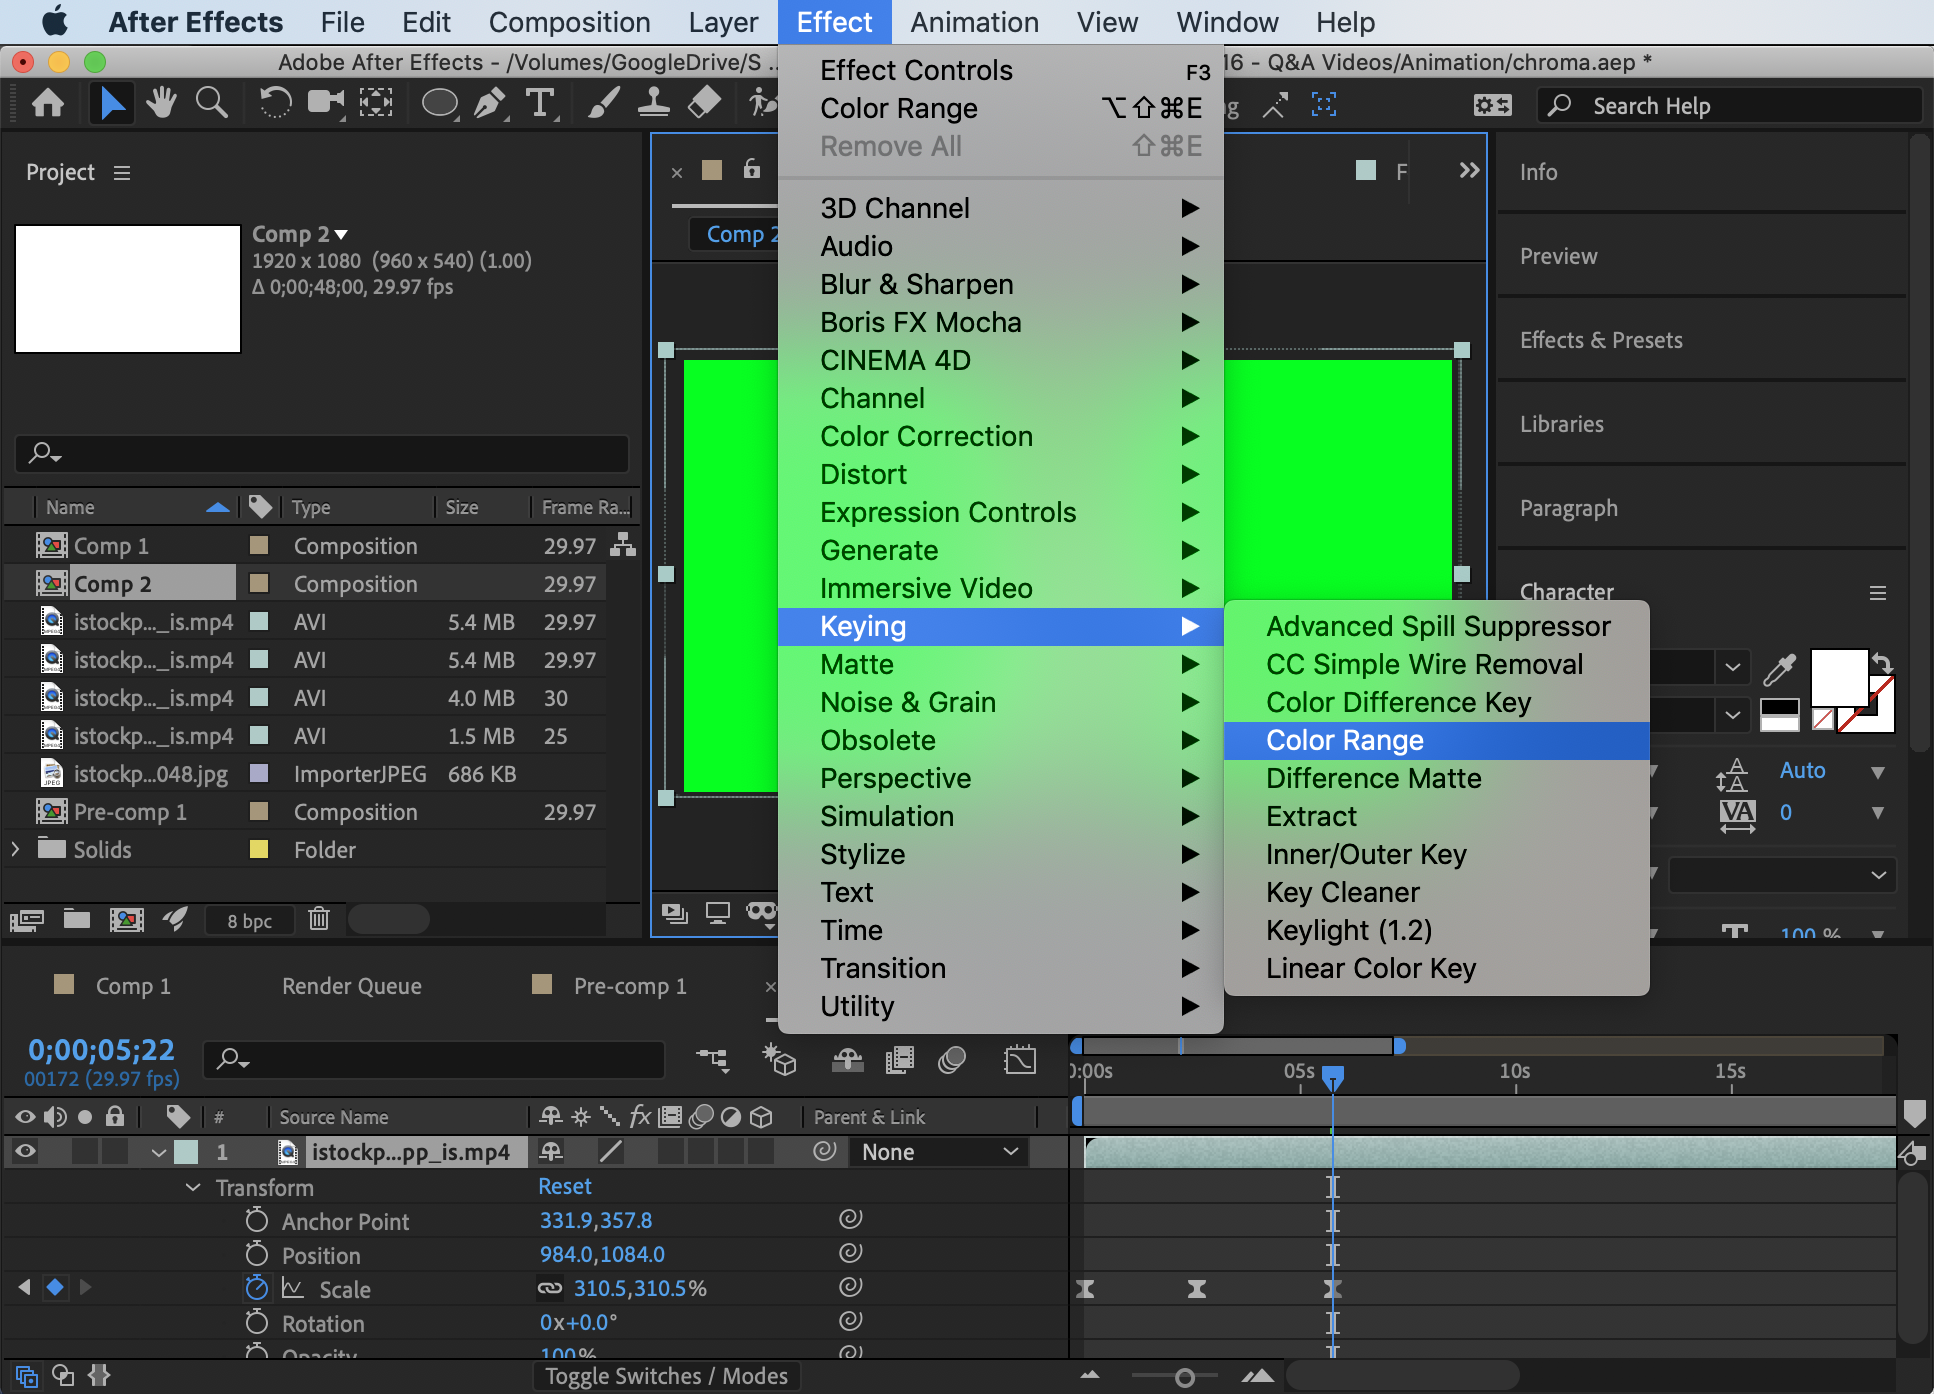 After Effects File Edit Composition Layer Effect Animation View Window Help
Adobe After Effects - /Volumes/GoogleDrive/S ... 16 - Q&A Videos/Animation/chroma.aep *
Search Help
Effect Controls F3
Color Range ⌥⇧⌘E
Remove All ⇧⌘E
3D Channel
Audio
Blur & Sharpen
Boris FX Mocha
CINEMA 4D
Channel
Color Correction
Distort
Expression Controls
Generate
Immersive Video
Keying
Matte
Noise & Grain
Obsolete
Perspective
Simulation
Stylize
Text
Time
Transition
Utility
Advanced Spill Suppressor
CC Simple Wire Removal
Color Difference Key
Color Range
Difference Matte
Extract
Inner/Outer Key
Key Cleaner
Keylight (1.2)
Linear Color Key
Project
Comp 2
1920 x 1080 (960 x 540) (1.00)
Δ 0;00;48;00, 29.97 fps
Name Type Size Frame Ra...
Comp 1 Composition 29.97
Comp 2 Composition 29.97
istockp..._is.mp4 AVI 5.4 MB 29.97
istockp..._is.mp4 AVI 5.4 MB 29.97
istockp..._is.mp4 AVI 4.0 MB 30
istockp..._is.mp4 AVI 1.5 MB 25
istockp...048.jpg ImporterJPEG 686 KB
Pre-comp 1 Composition 29.97
Solids Folder
8 bpc
Comp 2
F
Info
Preview
Effects & Presets
Libraries
Paragraph
Character
Auto
VA 0
100 %
Comp 1 Render Queue Pre-comp 1
0;00;05;22
00172 (29.97 fps)
):00s 05s 10s 15s
# Source Name fx Parent & Link
1 istockp...pp_is.mp4 None
Transform Reset
Anchor Point 331.9,357.8
Position 984.0,1084.0
Scale 310.5,310.5%
Rotation 0x+0.0°
Opacity 100%
Toggle Switches / Modes